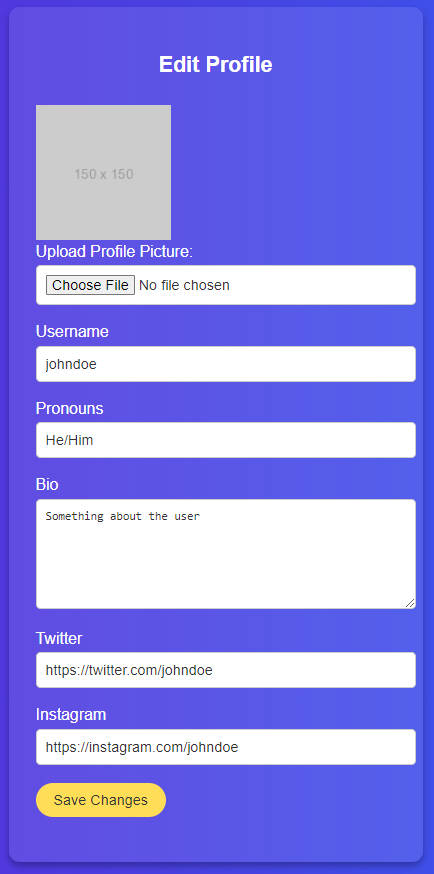 Edit Profile
150 x 150
Upload Profile Picture:
Choose File No file chosen
Username
johndoe
Pronouns
He/Him
Bio
Something about the user
Twitter
https://twitter.com/johndoe
Instagram
https://instagram.com/johndoe
Save Changes